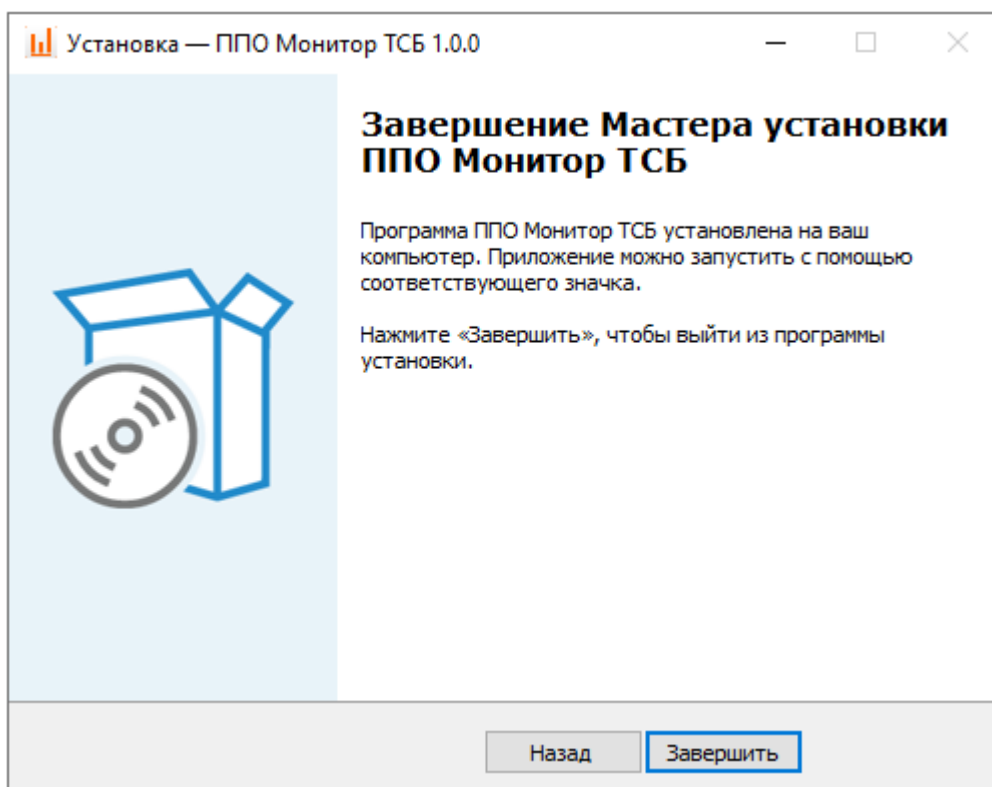 Установка — ППО Монитор ТСБ 1.0.0
Завершение Мастера установки
ППО Монитор ТСБ
Программа ППО Монитор ТСБ установлена на ваш
компьютер. Приложение можно запустить с помощью
соответствующего значка.
Нажмите «Завершить», чтобы выйти из программы
установки.
Назад
Завершить